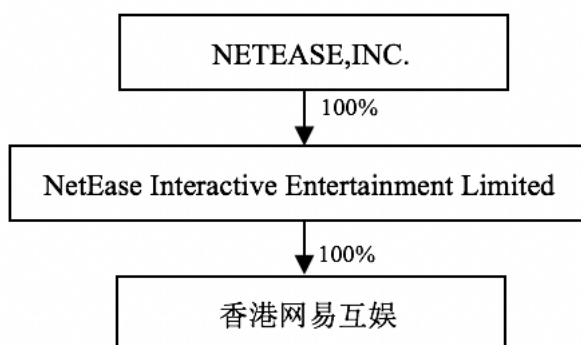 NETEASE,INC.
100%
NetEase Interactive Entertainment Limited
100%
香港网易互娱